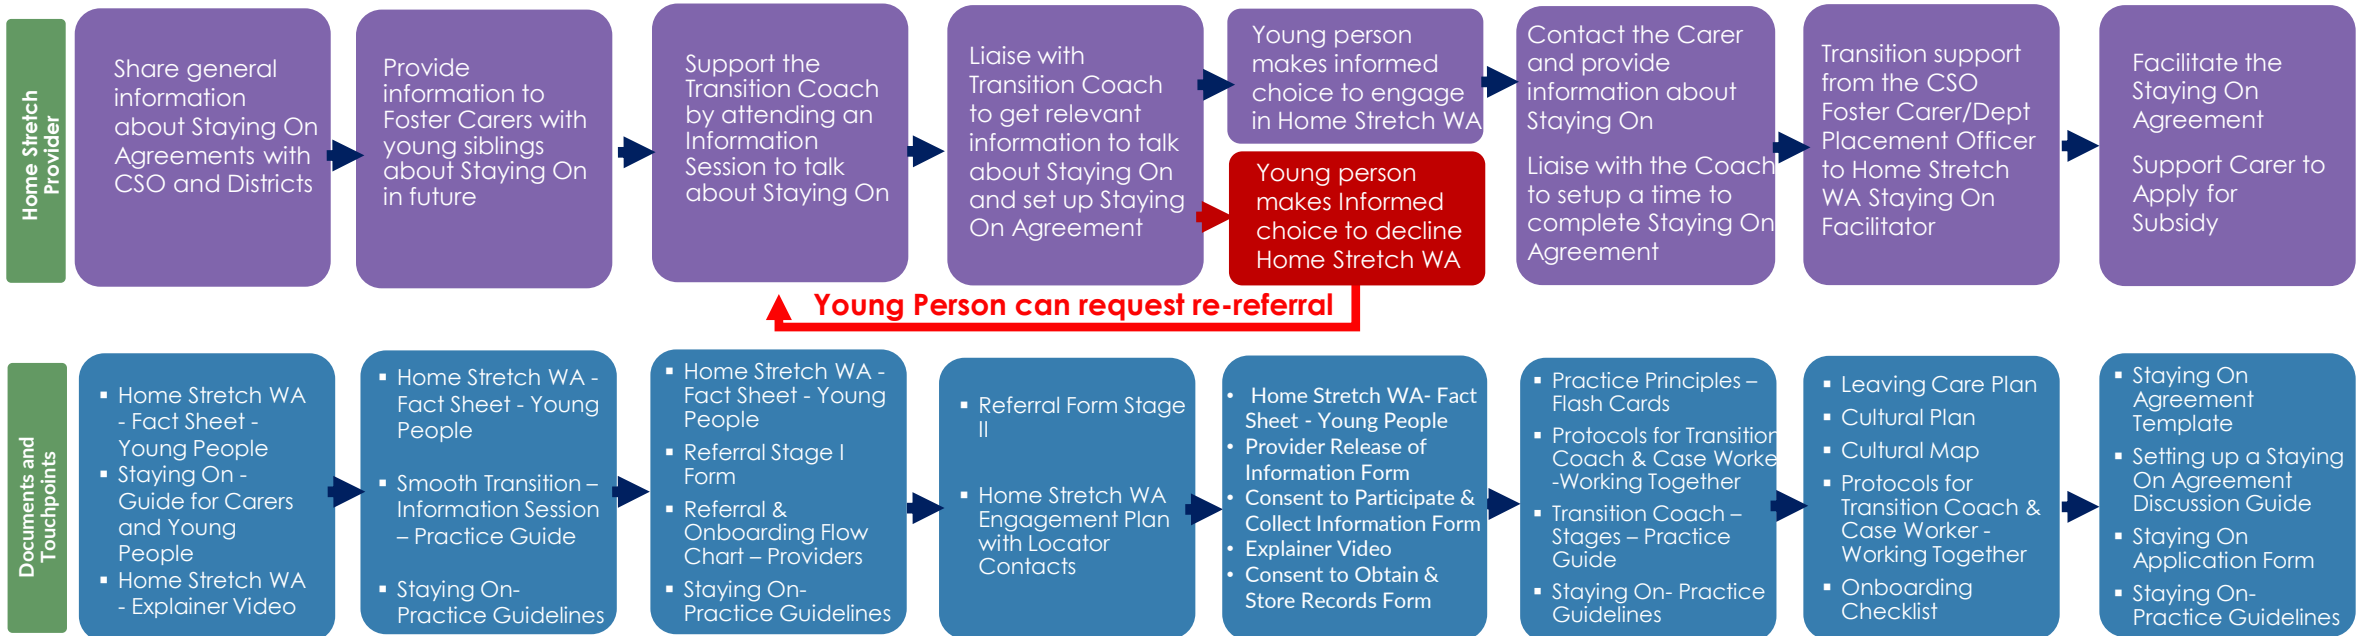 Home Stretch
Provider
Share general
information
about Staying On
Agreements with
CSO and Districts
Provide
information to
Foster Carers with
young siblings
about Staying On
in future
Support the
Transition Coach
by attending an
Information
Session to talk
about Staying On
Liaise with
Transition Coach
to get relevant
information to talk
about Staying On
and set up Staying
On Agreement
Young person
makes informed
choice to engage
in Home Stretch WA
Young person
makes Informed
choice to decline
Home Stretch WA
Contact the Carer
and provide
information about
Staying On
Liaise with the Coach
to setup a time to
complete Staying On
Agreement
Transition support
from the CSO
Foster Carer/Dept
Placement Officer
to Home Stretch
WA Staying On
Facilitator
Facilitate the
Staying On
Agreement
Support Carer to
Apply for
Subsidy
Young Person can request re-referral
Documents and
Touchpoints
▪ Home Stretch WA
- Fact Sheet -
Young People
▪ Staying On -
Guide for Carers
and Young
People
▪ Home Stretch WA
- Explainer Video
▪ Home Stretch WA -
Fact Sheet - Young
People
▪ Smooth Transition –
Information Session
– Practice Guide
▪ Staying On-
Practice Guidelines
▪ Home Stretch WA -
Fact Sheet - Young
People
▪ Referral Stage I
Form
▪ Referral &
Onboarding Flow
Chart – Providers
▪ Staying On-
Practice Guidelines
▪ Referral Form Stage
II
▪ Home Stretch WA
Engagement Plan
with Locator
Contacts
• Home Stretch WA- Fact
Sheet - Young People
• Provider Release of
Information Form
• Consent to Participate &
Collect Information Form
• Explainer Video
• Consent to Obtain &
Store Records Form
▪ Practice Principles –
Flash Cards
▪ Protocols for Transition
Coach & Case Worke
-Working Together
▪ Transition Coach –
Stages – Practice
Guide
▪ Staying On- Practice
Guidelines
▪ Leaving Care Plan
▪ Cultural Plan
▪ Cultural Map
▪ Protocols for
Transition Coach &
Case Worker -
Working Together
▪ Onboarding
Checklist
▪ Staying On
Agreement
Template
▪ Setting up a Staying
On Agreement
Discussion Guide
▪ Staying On
Application Form
▪ Staying On-
Practice Guidelines